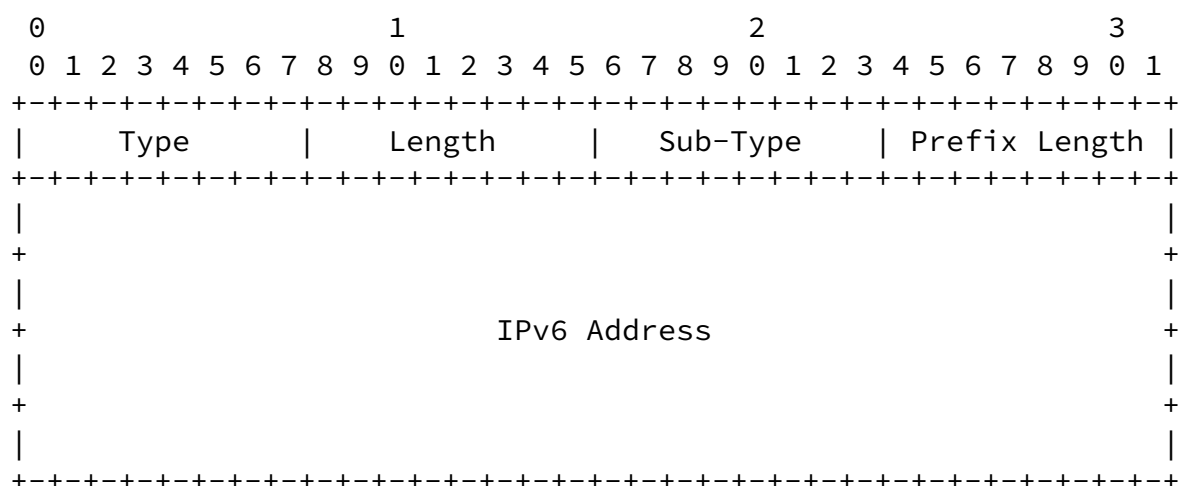 0                   1                   2                   3
 0 1 2 3 4 5 6 7 8 9 0 1 2 3 4 5 6 7 8 9 0 1 2 3 4 5 6 7 8 9 0 1
+-+-+-+-+-+-+-+-+-+-+-+-+-+-+-+-+-+-+-+-+-+-+-+-+-+-+-+-+-+-+-+-+
|     Type      |    Length     |   Sub-Type    | Prefix Length |
+-+-+-+-+-+-+-+-+-+-+-+-+-+-+-+-+-+-+-+-+-+-+-+-+-+-+-+-+-+-+-+-+
|                                                               |
+                                                               +
|                                                               |
+                          IPv6 Address                         +
|                                                               |
+                                                               +
|                                                               |
+-+-+-+-+-+-+-+-+-+-+-+-+-+-+-+-+-+-+-+-+-+-+-+-+-+-+-+-+-+-+-+-+